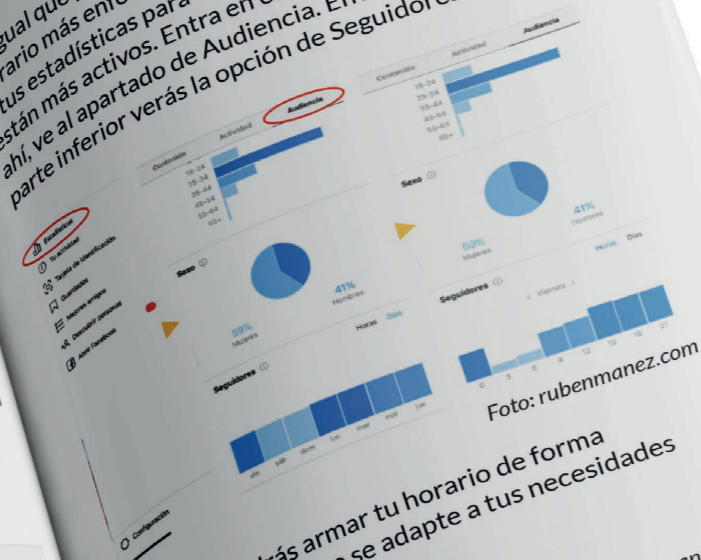 gual que
rario más enfo
tus estadísticas para
están más activos. Entra en
ahí, ve al apartado de Audiencia. En
parte inferior verás la opción de Seguidores
Estadísticas
Tu actividad
Tarjeta de identificación
Guardados
Mejores amigos
Descubrir personas
Abrir Facebook
Configuración
Contenido Actividad Audiencia
18-24
25-34
35-44
45-54
55-64
65+
Sexo
59%
Mujeres
41%
Hombres
Seguidores
Horas Días
vie sáb dom lun mar mié jue
Contenido Actividad Audiencia
18-24
25-34
35-44
45-54
55-64
65+
Sexo
59%
Mujeres
41%
Hombres
Seguidores
Horas Días
< Viernes >
0 3 6 9 12 15 18 21
Foto: rubenmanez.com
drás armar tu horario de forma
se adapte a tus necesidades